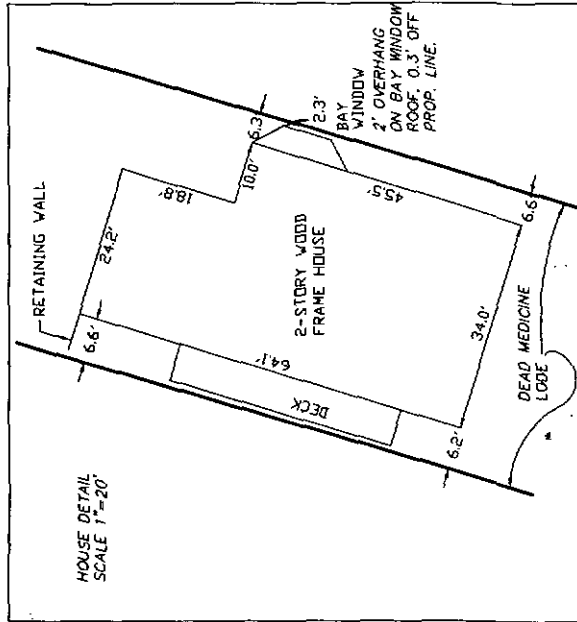 HOUSE DETAIL
SCALE 1"=20'
RETAINING WALL
6.6'
24.2'
18.8'
10.0'
6.3
2.3'
BAY
WINDOW
2' OVERHANG
ON BAY WINDOW
ROOF. 0.3' OFF
PROP. LINE.
64.1'
DECK
2-STORY WOOD
FRAME HOUSE
45.5'
34.0'
6.2'
6.6'
DEAD MEDICINE
LODE